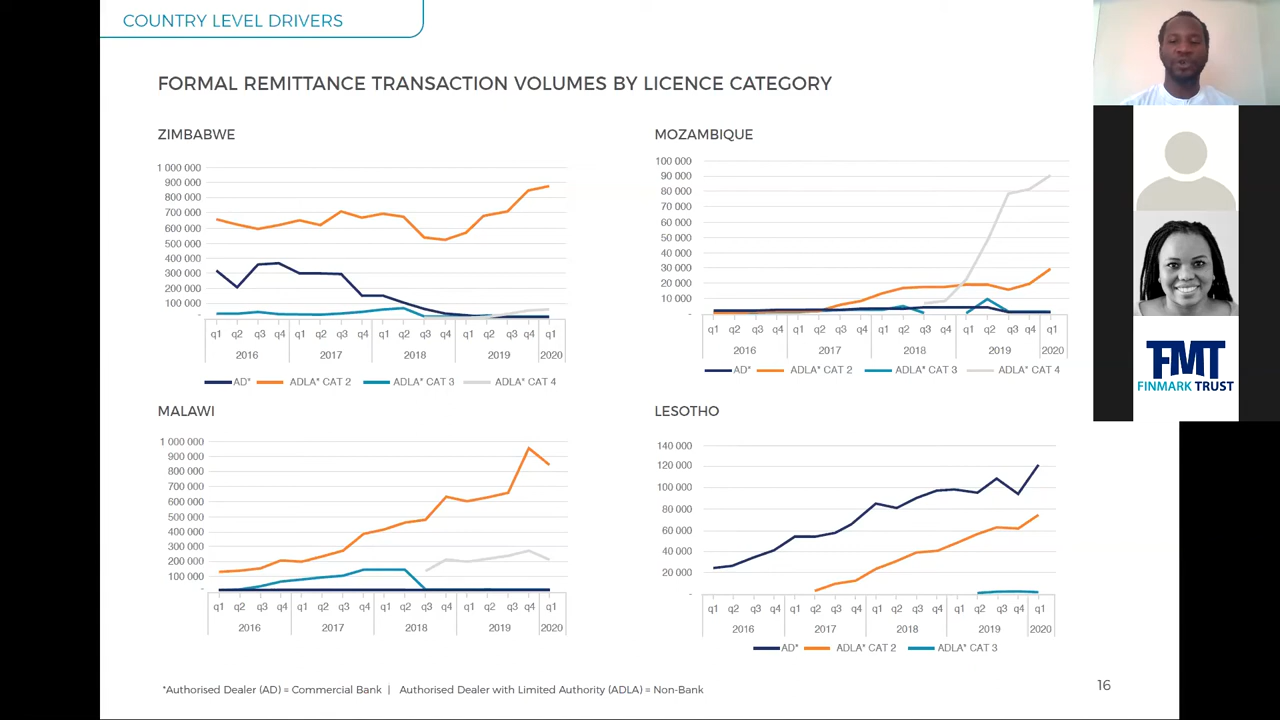 COUNTRY LEVEL DRIVERS
FORMAL REMITTANCE TRANSACTION VOLUMES BY LICENCE CATEGORY
ZIMBABWE
1 000 000
900 000
800 000
700 000
600 000
500 000
400 000
300 000
200 000
100 000
-
q1 q2 q3 q4 q1 q2 q3 q4 q1 q2 q3 q4 q1 q2 q3 q4 q1
2016 2017 2018 2019 2020
AD* ADLA* CAT 2 ADLA* CAT 3 ADLA* CAT 4
MOZAMBIQUE
100 000
90 000
80 000
70 000
60 000
50 000
40 000
30 000
20 000
10 000
-
q1 q2 q3 q4 q1 q2 q3 q4 q1 q2 q3 q4 q1 q2 q3 q4 q1
2016 2017 2018 2019 2020
AD* ADLA* CAT 2 ADLA* CAT 3 ADLA* CAT 4
MALAWI
1 000 000
900 000
800 000
700 000
600 000
500 000
400 000
300 000
200 000
100 000
-
q1 q2 q3 q4 q1 q2 q3 q4 q1 q2 q3 q4 q1 q2 q3 q4 q1
2016 2017 2018 2019 2020
LESOTHO
140 000
120 000
100 000
80 000
60 000
40 000
20 000
-
q1 q2 q3 q4 q1 q2 q3 q4 q1 q2 q3 q4 q1 q2 q3 q4 q1
2016 2017 2018 2019 2020
AD* ADLA* CAT 2 ADLA* CAT 3
*Authorised Dealer (AD) = Commercial Bank | Authorised Dealer with Limited Authority (ADLA) = Non-Bank
16
FMT
FINMARK TRUST